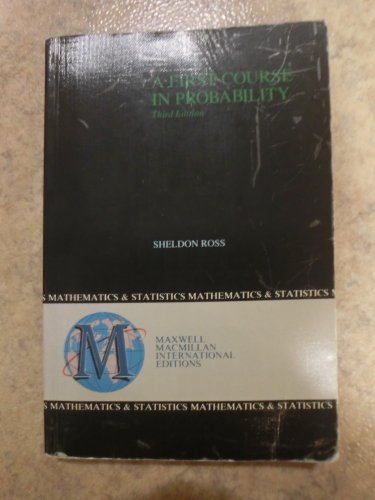 A FIRST COURSE
IN PROBABILITY
Third Edition
SHELDON ROSS
S MATHEMATICS & STATISTICS MATHEMATICS & STATISTICS M
M
MAXWELL
MACMILLAN
INTERNATIONAL
EDITIONS
S MATHEMATICS & STATISTICS MATHEMATICS & STATISTICS